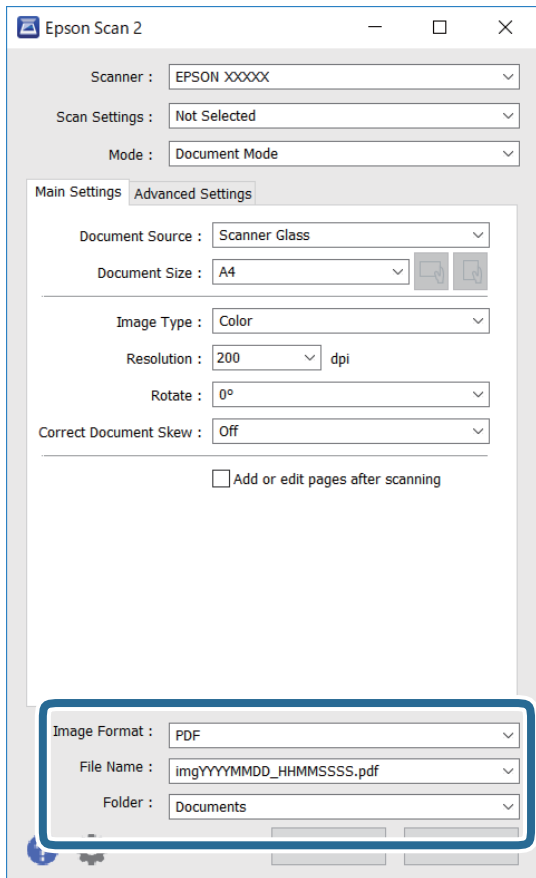 Epson Scan 2
Scanner : EPSON XXXXX
Scan Settings : Not Selected
Mode : Document Mode
Main Settings Advanced Settings
Document Source : Scanner Glass
Document Size : A4
Image Type : Color
Resolution : 200 dpi
Rotate : 0°
Correct Document Skew : Off
Add or edit pages after scanning
Image Format : PDF
File Name : imgYYYYMMDD_HHMMSSSS.pdf
Folder : Documents